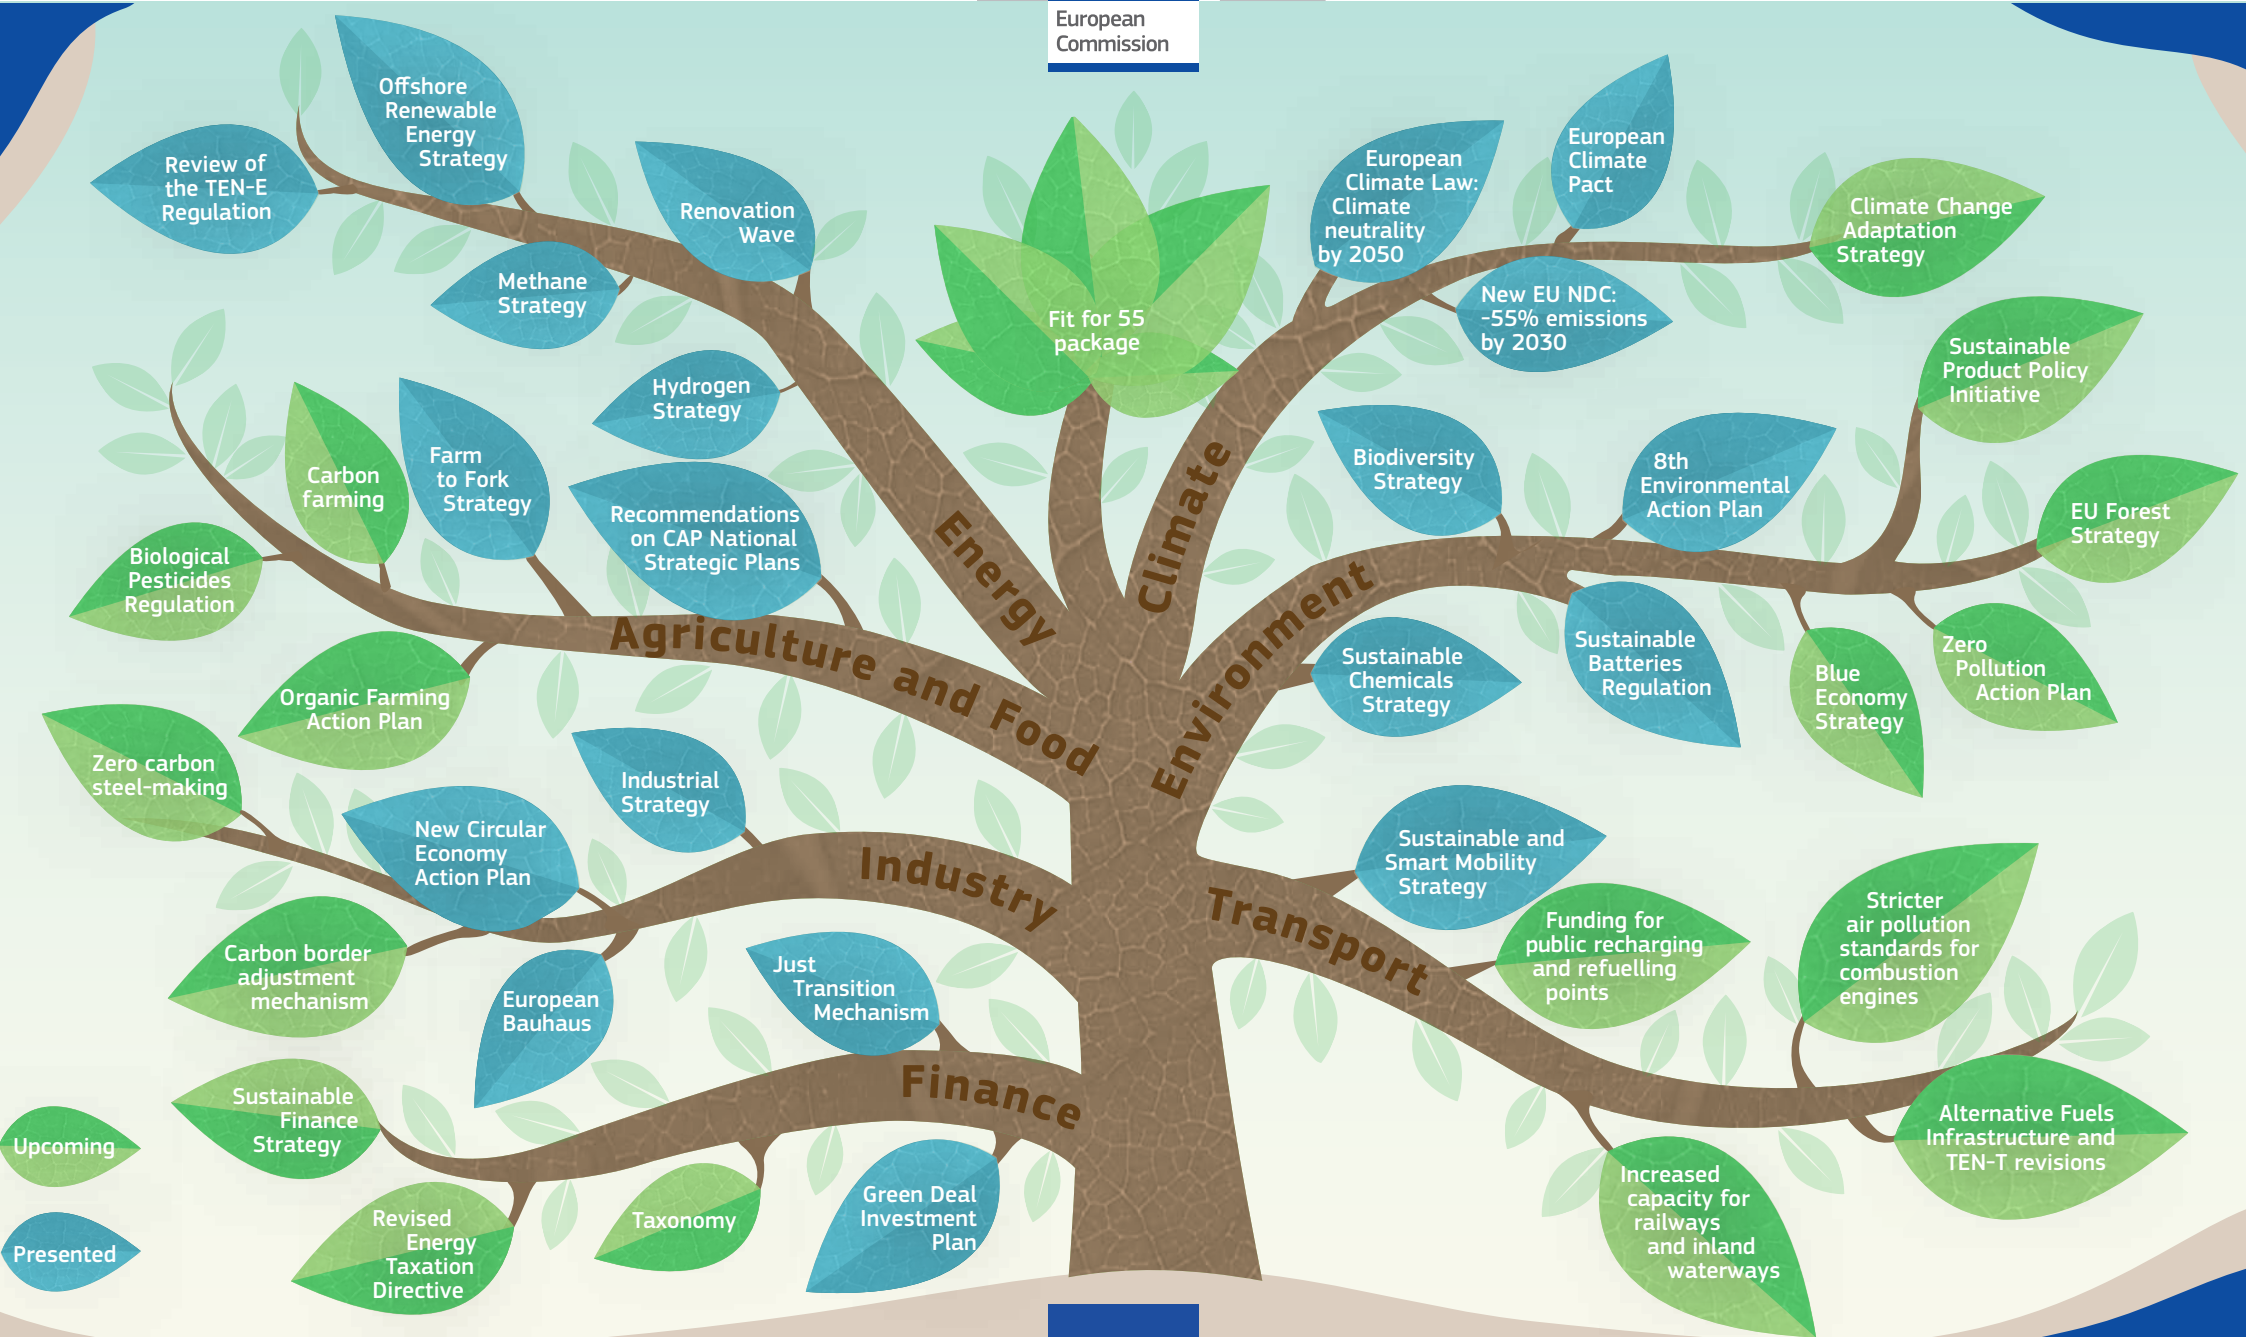 European
Commission
Offshore
Renewable
Energy
Strategy
Review of
the TEN-E
Regulation
Renovation
Wave
Methane
Strategy
Hydrogen
Strategy
Energy
Fit for 55
package
European
Climate Law:
Climate
neutrality
by 2050
European
Climate
Pact
Climate Change
Adaptation
Strategy
New EU NDC:
-55% emissions
by 2030
Climate
Sustainable
Product Policy
Initiative
Biodiversity
Strategy
8th
Environmental
Action Plan
EU Forest
Strategy
Sustainable
Chemicals
Strategy
Sustainable
Batteries
Regulation
Blue
Economy
Strategy
Zero
Pollution
Action Plan
Environment
Carbon
farming
Farm
to Fork
Strategy
Recommendations
on CAP National
Strategic Plans
Biological
Pesticides
Regulation
Organic Farming
Action Plan
Agriculture and Food
Zero carbon
steel-making
Industrial
Strategy
New Circular
Economy
Action Plan
Carbon border
adjustment
mechanism
European
Bauhaus
Industry
Sustainable and
Smart Mobility
Strategy
Funding for
public recharging
and refuelling
points
Stricter
air pollution
standards for
combustion
engines
Alternative Fuels
Infrastructure and
TEN-T revisions
Increased
capacity for
railways
and inland
waterways
Transport
Just
Transition
Mechanism
Sustainable
Finance
Strategy
Revised
Energy
Taxation
Directive
Taxonomy
Green Deal
Investment
Plan
Finance
Upcoming
Presented